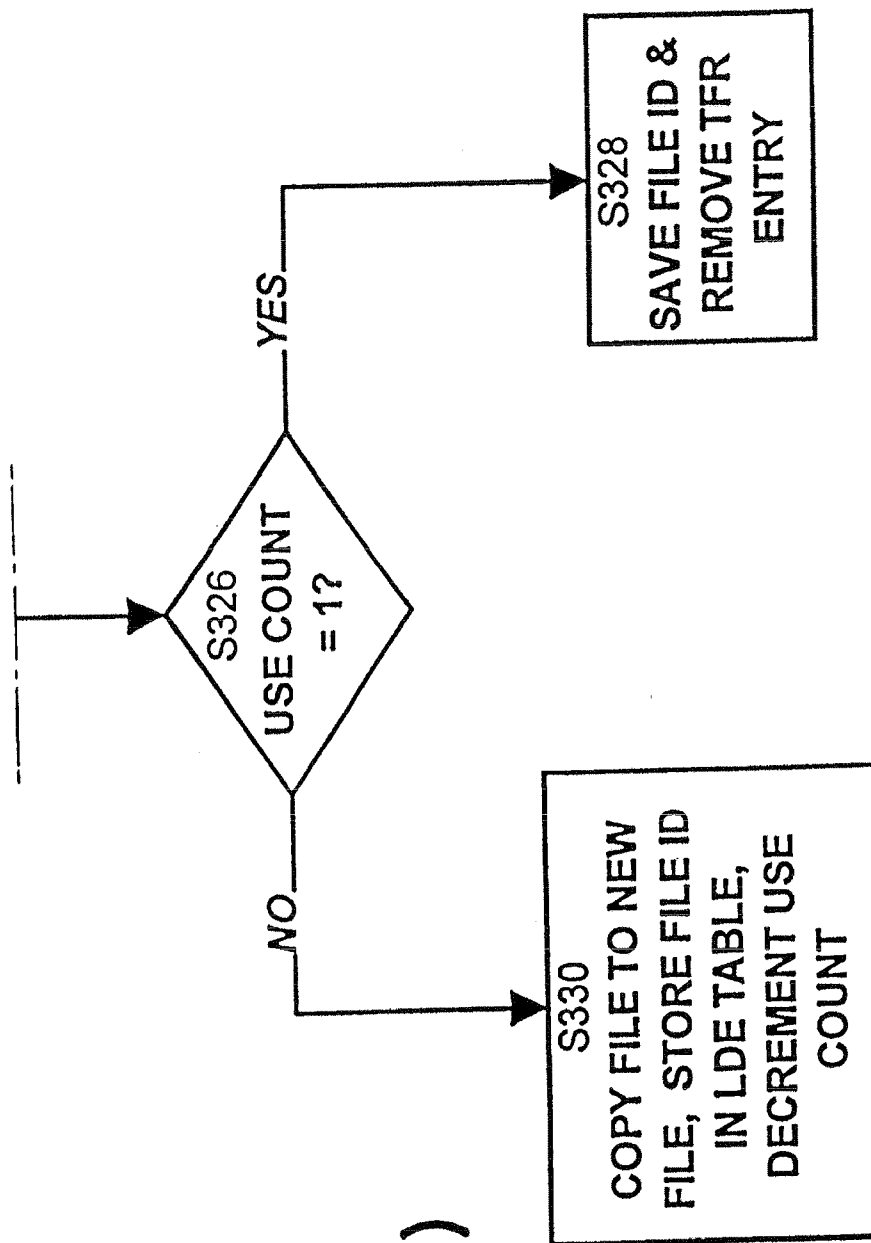 S326
USE COUNT
= 1?
NO
YES
S330
COPY FILE TO NEW
FILE, STORE FILE ID
IN LDE TABLE,
DECREMENT USE
COUNT
S328
SAVE FILE ID &
REMOVE TFR
ENTRY
)